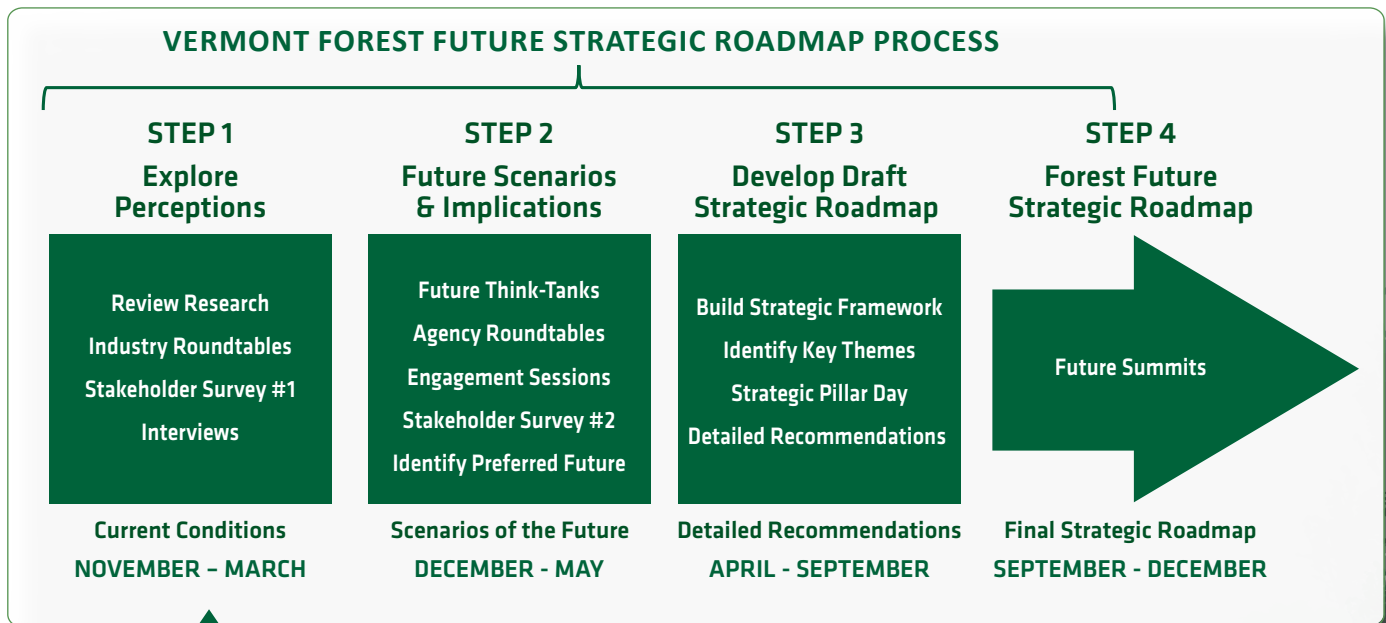 VERMONT FOREST FUTURE STRATEGIC ROADMAP PROCESS
STEP 1
Explore
Perceptions
Review Research
Industry Roundtables
Stakeholder Survey #1
Interviews
Current Conditions
NOVEMBER – MARCH
STEP 2
Future Scenarios
& Implications
Future Think-Tanks
Agency Roundtables
Engagement Sessions
Stakeholder Survey #2
Identify Preferred Future
Scenarios of the Future
DECEMBER - MAY
STEP 3
Develop Draft
Strategic Roadmap
Build Strategic Framework
Identify Key Themes
Strategic Pillar Day
Detailed Recommendations
Detailed Recommendations
APRIL - SEPTEMBER
STEP 4
Forest Future
Strategic Roadmap
Future Summits
Final Strategic Roadmap
SEPTEMBER - DECEMBER